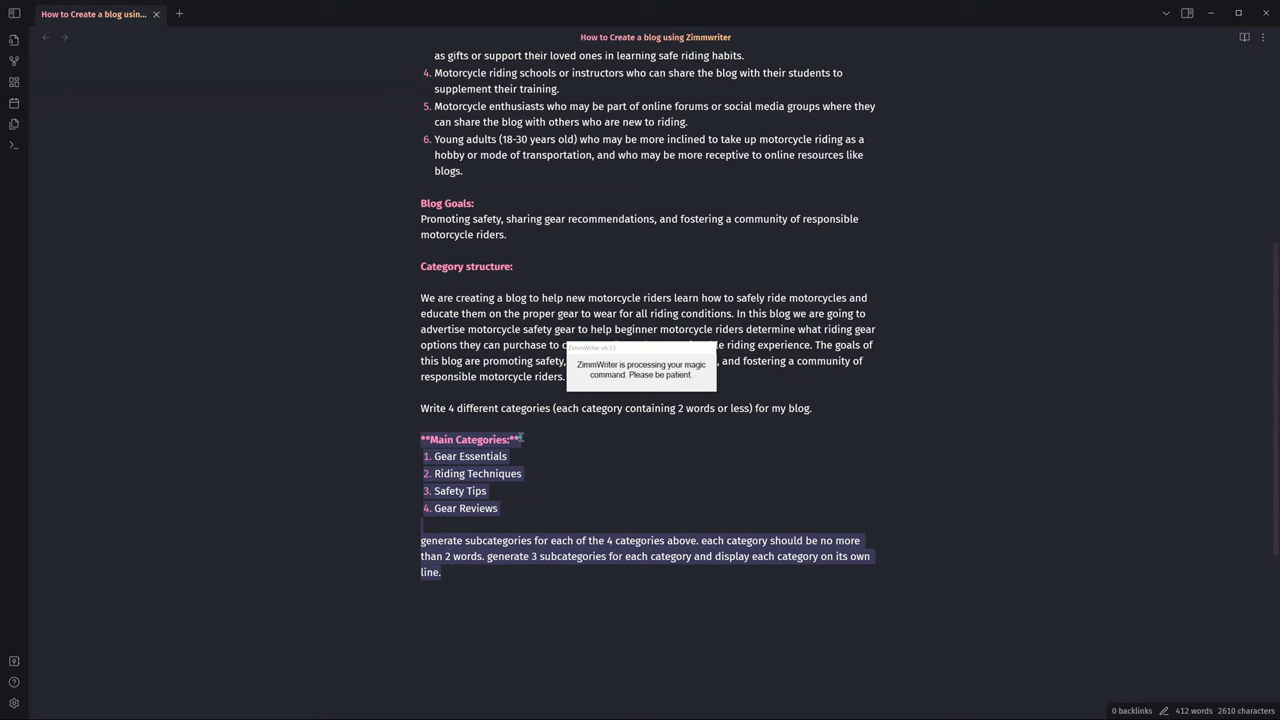 How to Create a blog usin...
How to Create a blog using Zimmwriter
as gifts or support their loved ones in learning safe riding habits.
4. Motorcycle riding schools or instructors who can share the blog with their students to
supplement their training.
5. Motorcycle enthusiasts who may be part of online forums or social media groups where they
can share the blog with others who are new to riding.
6. Young adults (18-30 years old) who may be more inclined to take up motorcycle riding as a
hobby or mode of transportation, and who may be more receptive to online resources like
blogs.
Blog Goals:
Promoting safety, sharing gear recommendations, and fostering a community of responsible
motorcycle riders.
Category structure:
We are creating a blog to help new motorcycle riders learn how to safely ride motorcycles and
educate them on the proper gear to wear for all riding conditions. In this blog we are going to
advertise motorcycle safety gear to help beginner motorcycle riders determine what riding gear
options they can purchase to riding experience. The goals of
this blog are promoting safety, and fostering a community of
responsible motorcycle riders.
ZimmWriter v6.53
ZimmWriter is processing your magic
command. Please be patient.
Write 4 different categories (each category containing 2 words or less) for my blog.
**Main Categories:**
1. Gear Essentials
2. Riding Techniques
3. Safety Tips
4. Gear Reviews
generate subcategories for each of the 4 categories above. each category should be no more
than 2 words. generate 3 subcategories for each category and display each category on its own
line.
0 backlinks 412 words 2610 characters